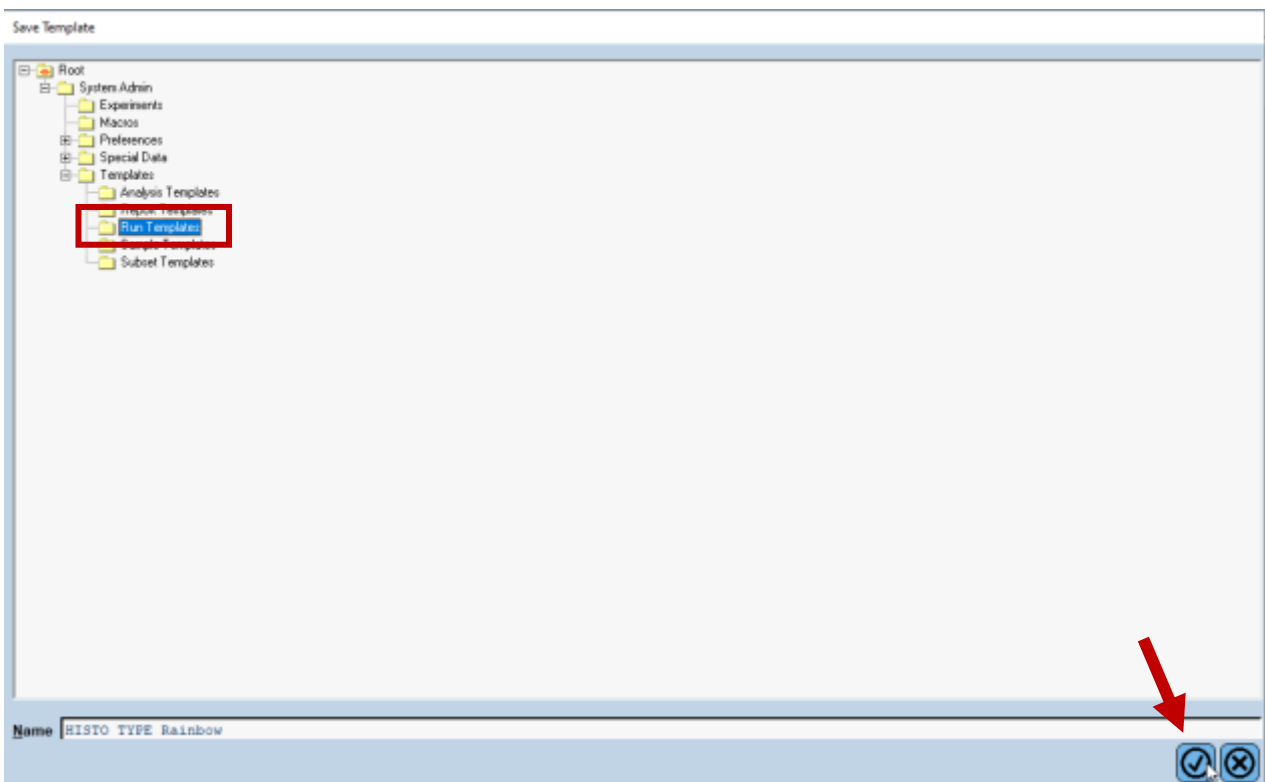 Save Template
Root
System Admin
Experiments
Macros
Preferences
Special Data
Templates
Analysis Templates
Report Templates
Run Templates
Sample Templates
Subset Templates
Name HISTO TYPE Rainbow